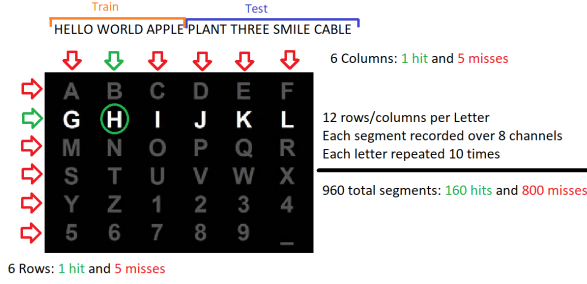 Train
Test
HELLO WORLD APPLE PLANT THREE SMILE CABLE
6 Columns: 1 hit and 5 misses
A B C D E F
G H I J K L
M N O P Q R
S T U V W X
Y Z 1 2 3 4
5 6 7 8 9 _
12 rows/columns per Letter
Each segment recorded over 8 channels
Each letter repeated 10 times
960 total segments: 160 hits and 800 misses
6 Rows: 1 hit and 5 misses